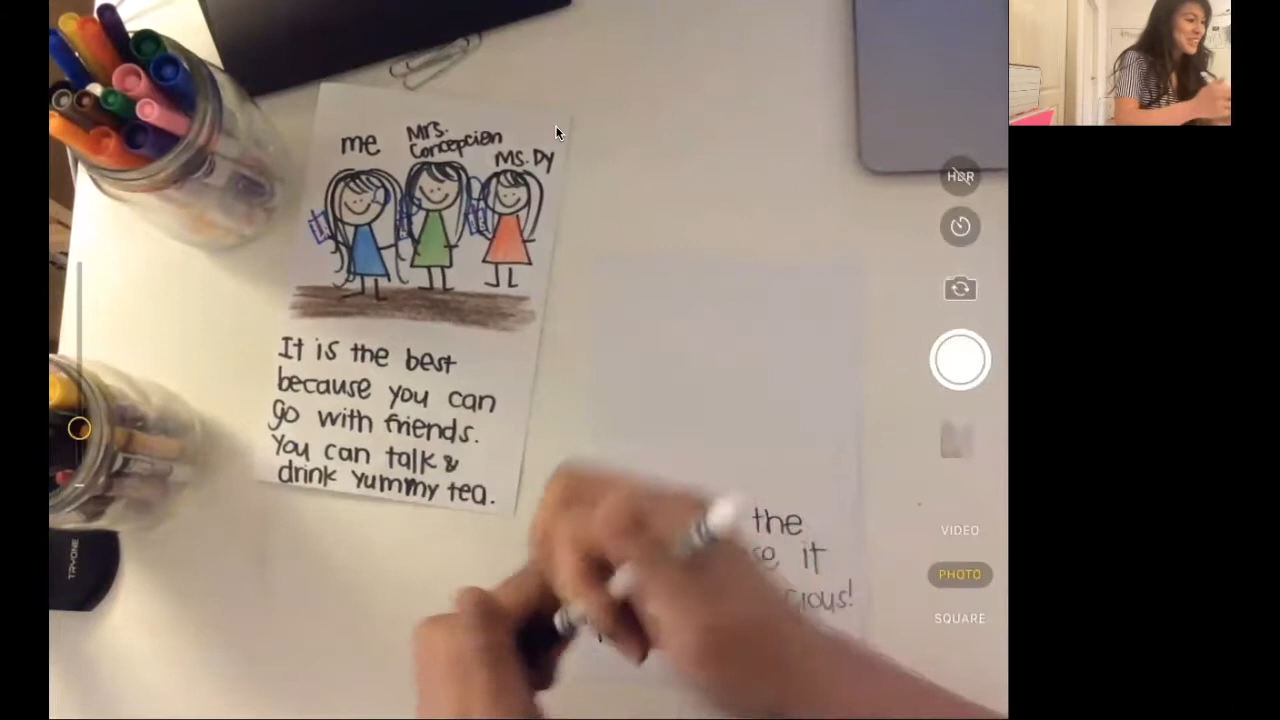 me
Mrs.
Concepcion
Ms. Dy
It is the best
because you can
go with friends.
You can talk &
drink yummy tea.
the
it
TRYONE
HDR
VIDEO
PHOTO
SQUARE